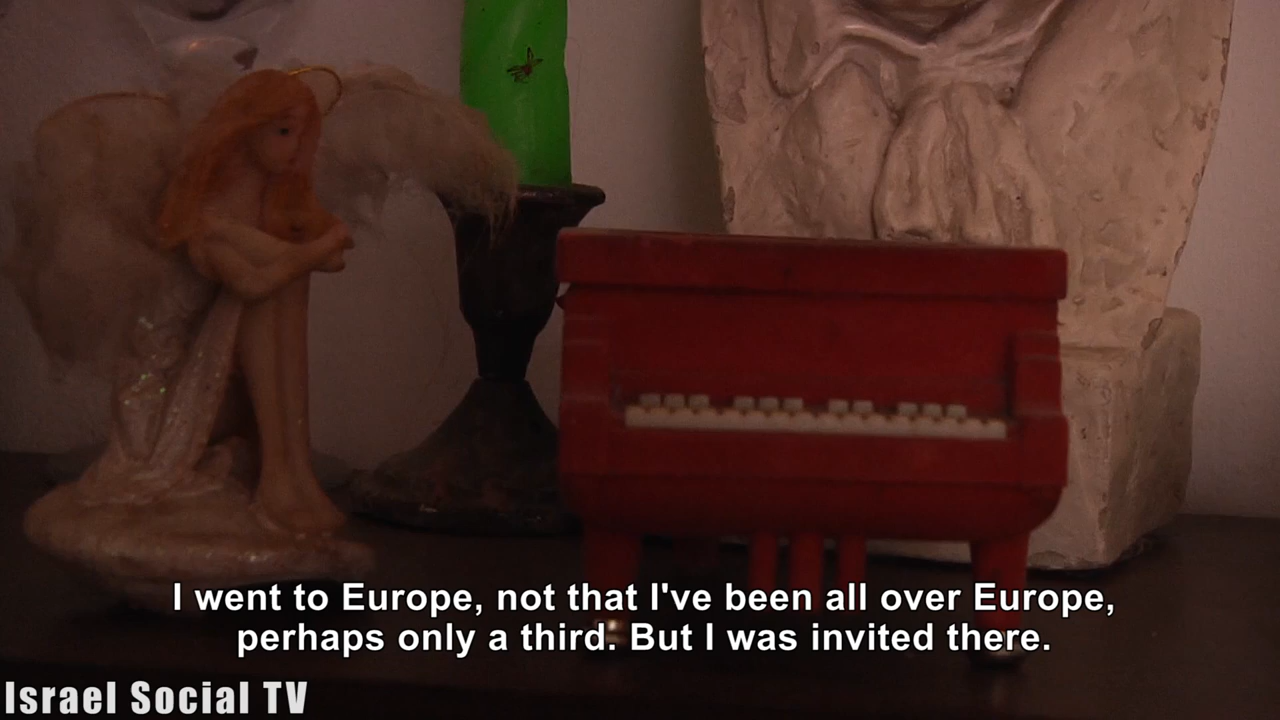 I went to Europe, not that I've been all over Europe,
perhaps only a third. But I was invited there.
Israel Social TV